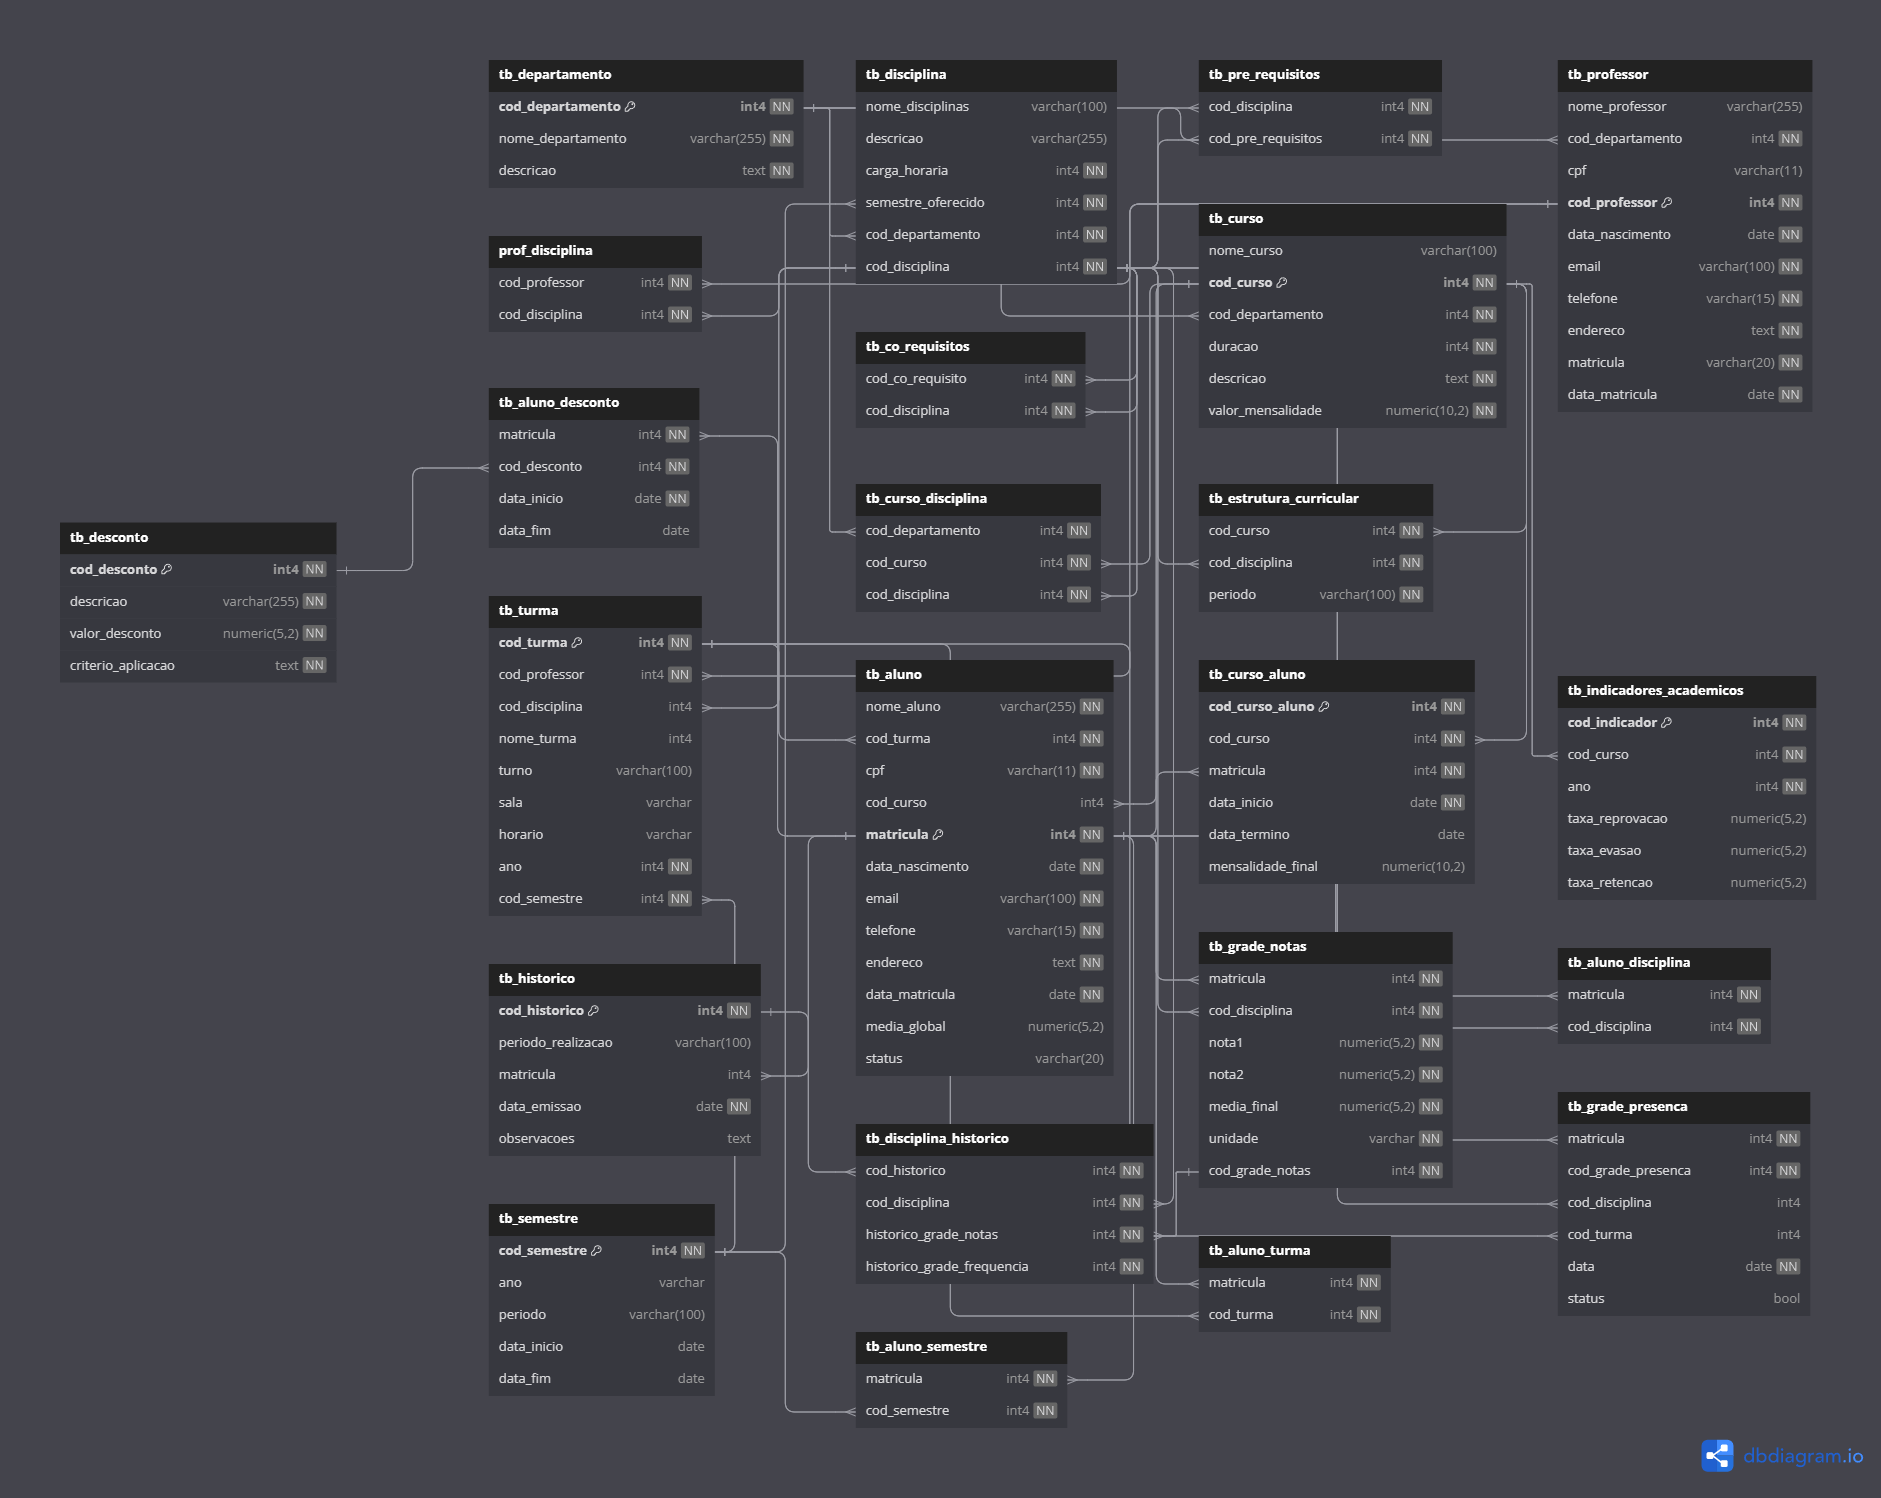 tb_departamento
cod_departamento int4 NN
nome_departamento varchar(255) NN
descricao text NN
prof_disciplina
cod_professor int4 NN
cod_disciplina int4 NN
tb_aluno_desconto
matricula int4 NN
cod_desconto int4 NN
data_inicio date NN
data_fim date
tb_desconto
cod_desconto int4 NN
descricao varchar(255) NN
valor_desconto numeric(5,2) NN
criterio_aplicacao text NN
tb_turma
cod_turma int4 NN
cod_professor int4 NN
cod_disciplina int4
nome_turma int4
turno varchar(100)
sala varchar
horario varchar
ano int4 NN
cod_semestre int4 NN
tb_historico
cod_historico int4 NN
periodo_realizacao varchar(100)
matricula int4
data_emissao date NN
observacoes text
tb_semestre
cod_semestre int4 NN
ano varchar
periodo varchar(100)
data_inicio date
data_fim date
tb_disciplina
nome_disciplinas varchar(100)
descricao varchar(255)
carga_horaria int4 NN
semestre_oferecido int4 NN
cod_departamento int4 NN
cod_disciplina int4 NN
tb_co_requisitos
cod_co_requisito int4 NN
cod_disciplina int4 NN
tb_curso_disciplina
cod_departamento int4 NN
cod_curso int4 NN
cod_disciplina int4 NN
tb_aluno
nome_aluno varchar(255) NN
cod_turma int4 NN
cpf varchar(11) NN
cod_curso int4
matricula int4 NN
data_nascimento date NN
email varchar(100) NN
telefone varchar(15) NN
endereco text NN
data_matricula date NN
media_global numeric(5,2)
status varchar(20)
tb_disciplina_historico
cod_historico int4 NN
cod_disciplina int4 NN
historico_grade_notas int4 NN
historico_grade_frequencia int4 NN
tb_aluno_semestre
matricula int4 NN
cod_semestre int4 NN
tb_pre_requisitos
cod_disciplina int4 NN
cod_pre_requisitos int4 NN
tb_curso
nome_curso varchar(100)
cod_curso int4 NN
cod_departamento int4 NN
duracao int4 NN
descricao text NN
valor_mensalidade numeric(10,2) NN
tb_estrutura_curricular
cod_curso int4 NN
cod_disciplina int4 NN
periodo varchar(100) NN
tb_curso_aluno
cod_curso_aluno int4 NN
cod_curso int4 NN
matricula int4 NN
data_inicio date NN
data_termino date
mensalidade_final numeric(10,2)
tb_grade_notas
matricula int4 NN
cod_disciplina int4 NN
nota1 numeric(5,2) NN
nota2 numeric(5,2) NN
media_final numeric(5,2) NN
unidade varchar NN
cod_grade_notas int4 NN
tb_aluno_turma
matricula int4 NN
cod_turma int4 NN
tb_professor
nome_professor varchar(255)
cod_departamento int4 NN
cpf varchar(11)
cod_professor int4 NN
data_nascimento date NN
email varchar(100) NN
telefone varchar(15) NN
endereco text NN
matricula varchar(20) NN
data_matricula date NN
tb_indicadores_academicos
cod_indicador int4 NN
cod_curso int4 NN
ano int4 NN
taxa_reprovacao numeric(5,2)
taxa_evasao numeric(5,2)
taxa_retencao numeric(5,2)
tb_aluno_disciplina
matricula int4 NN
cod_disciplina int4 NN
tb_grade_presenca
matricula int4 NN
cod_grade_presenca int4 NN
cod_disciplina int4
cod_turma int4
data date NN
status bool
dbdiagram.io